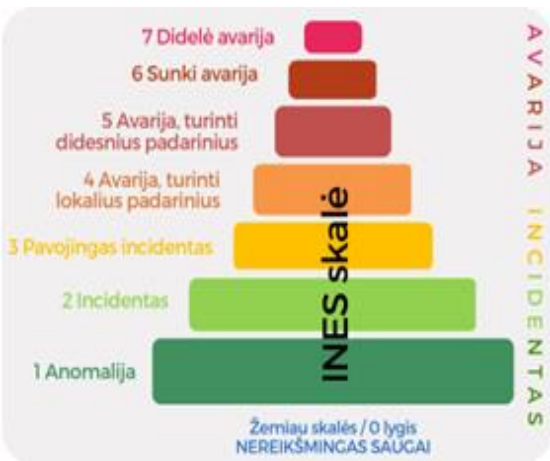 7 Didelė avarija
6 Sunki avarija
5 Avarija, turinti
didesnius padarinius
4 Avarija, turinti
lokalius padarinius
3 Pavojingas incidentas
2 Incidentas
1 Anomalija
Žemiau skalės / 0 lygis
NEREIKŠMINGAS SAUGAI
INES skalė
AVARIJA INCIDENTAS